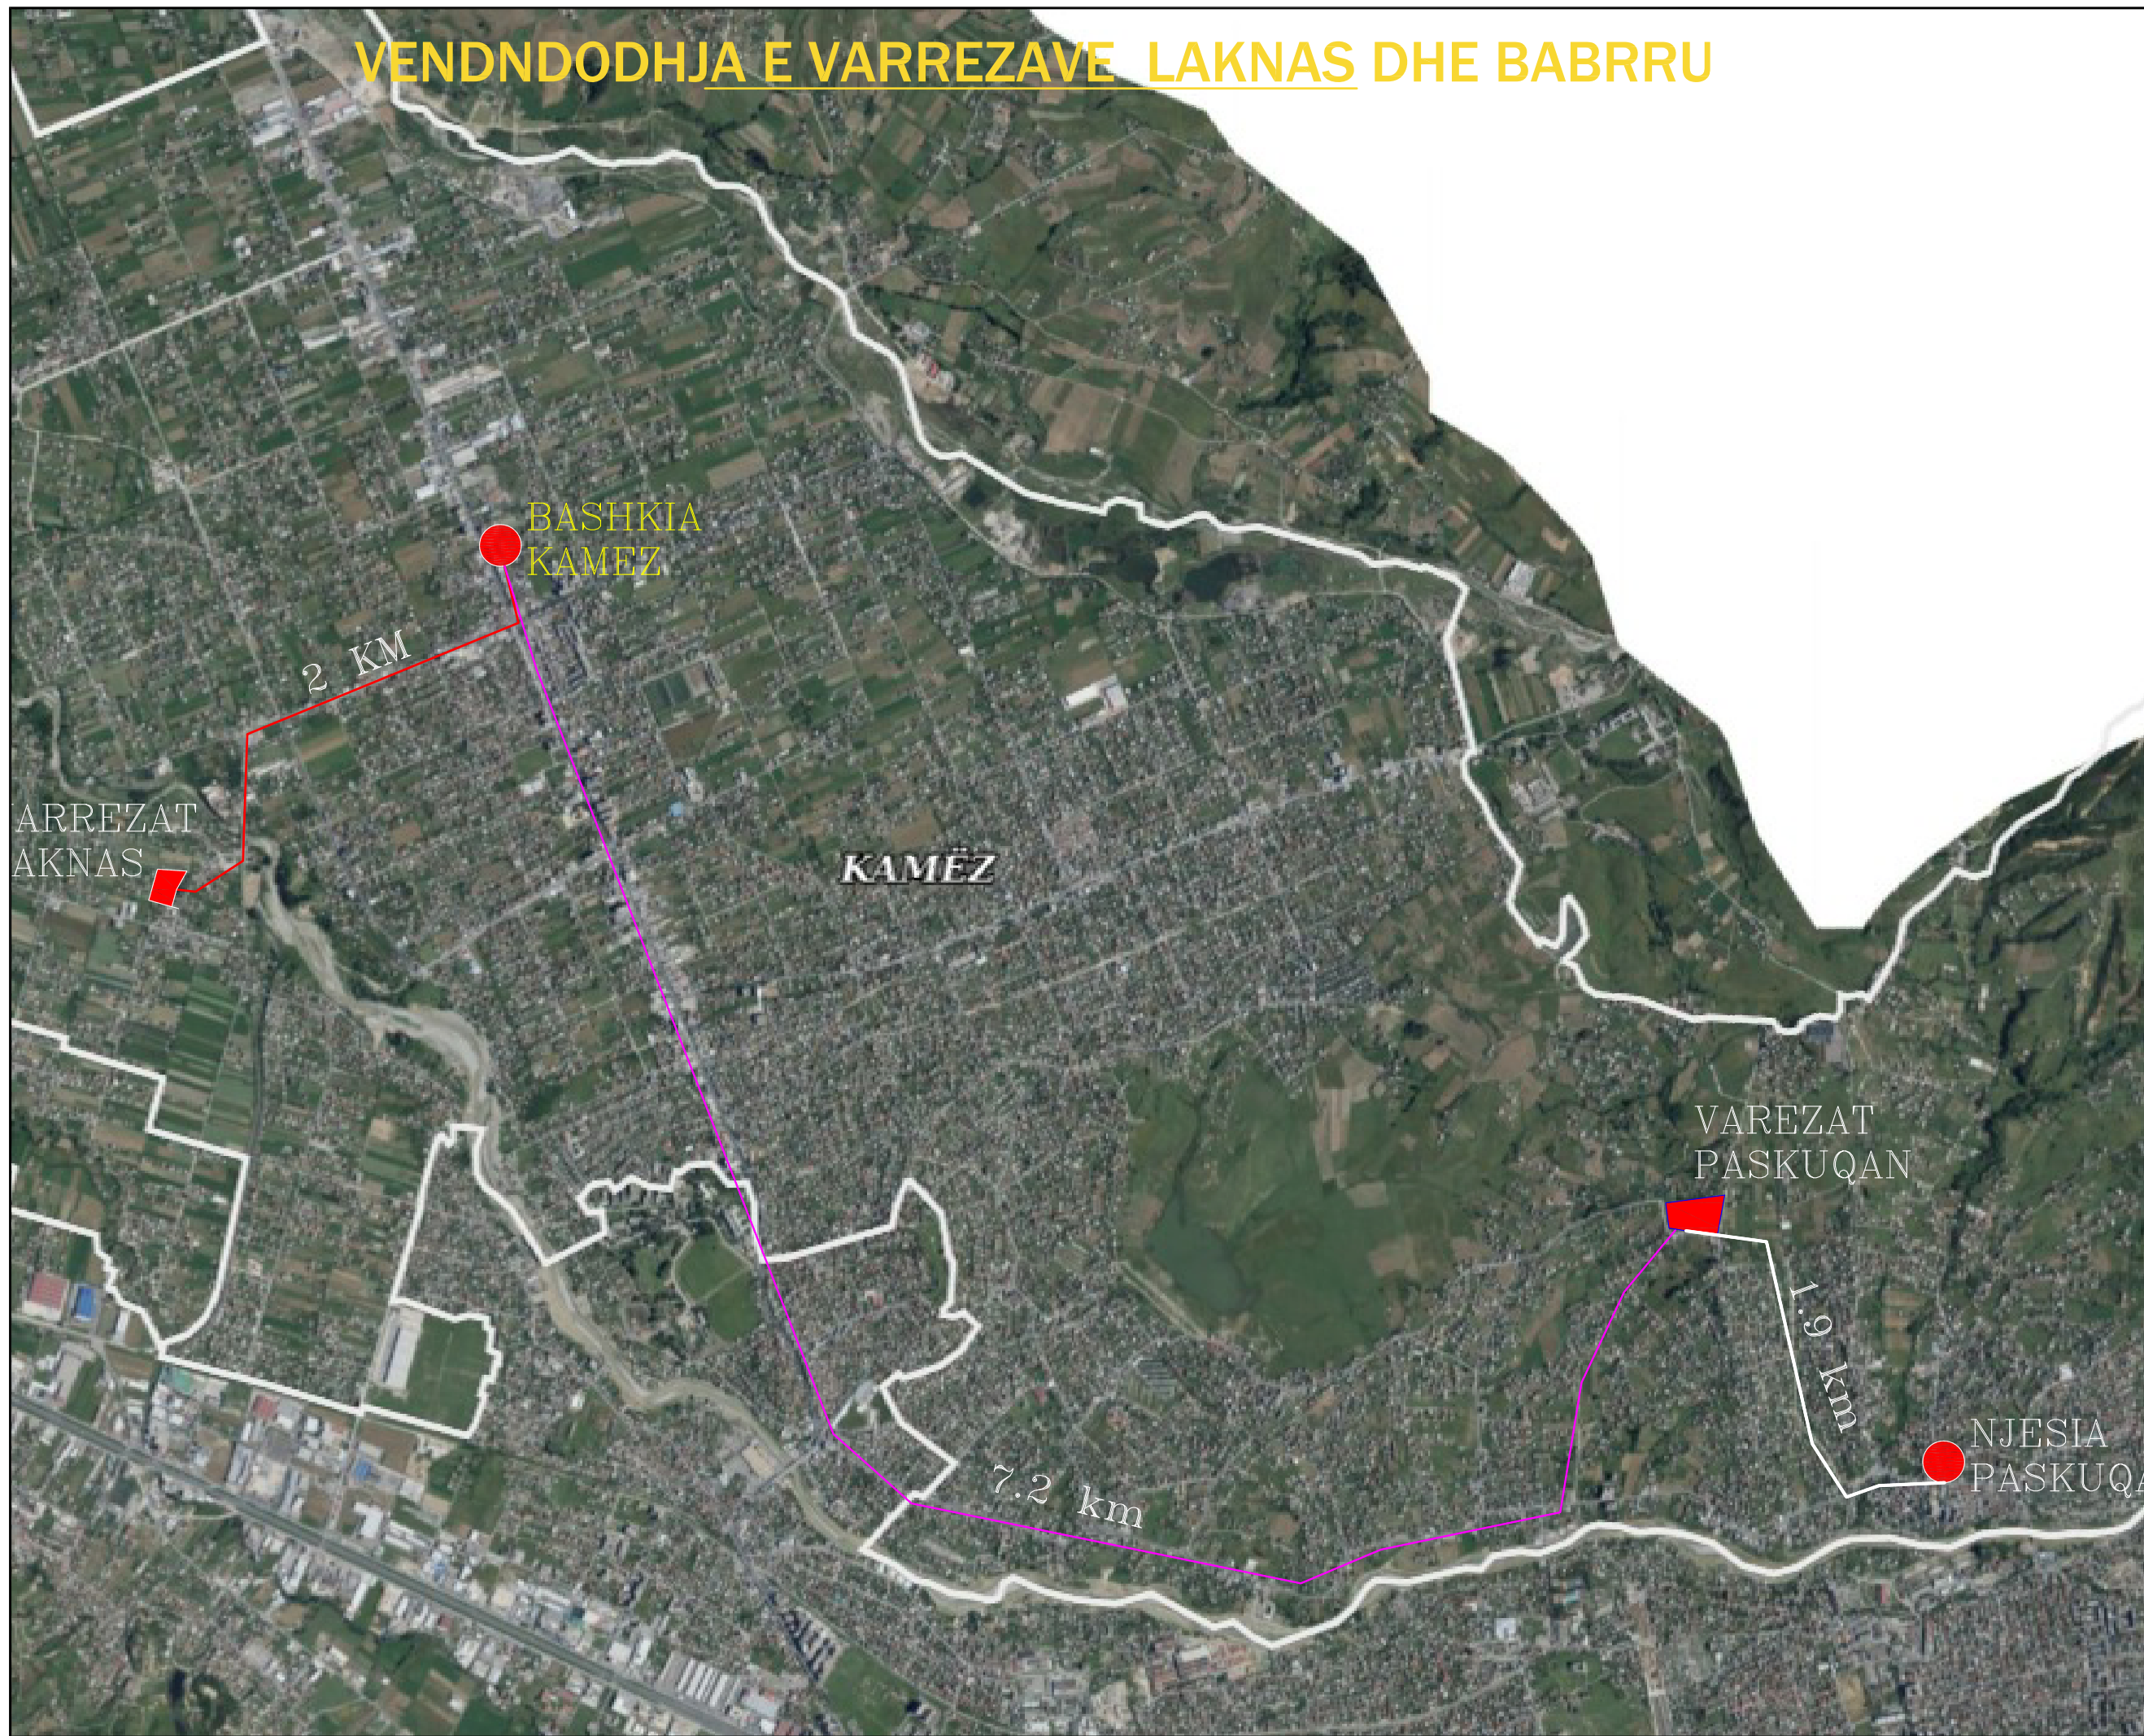 VENDNDODHJA E VARREZAVE LAKNAS DHE BABRRU
BASHKIA
KAMEZ
2 KM
ARREZAT
AKNAS
KAMËZ
VAREZAT
PASKUQAN
1.9 km
NJESIA
PASKUQA
7.2 km